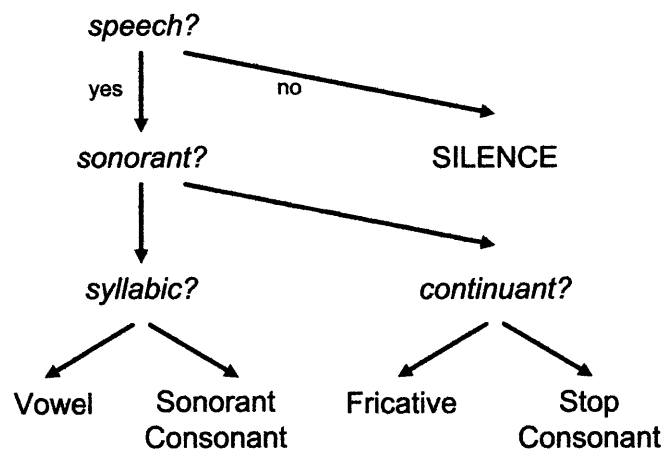 speech?
yes
no
sonorant?
SILENCE
syllabic?
continuant?
Vowel
Sonorant
Consonant
Fricative
Stop
Consonant